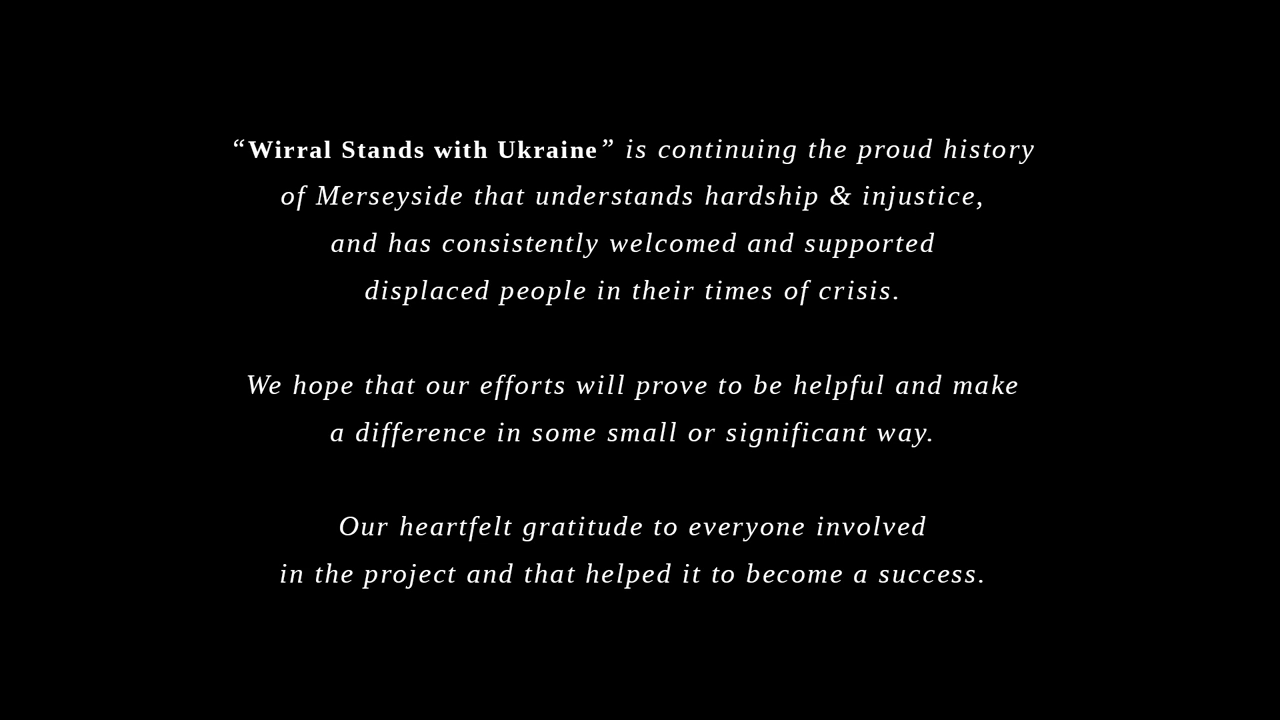 “Wirral Stands with Ukraine” is continuing the proud history
of Merseyside that understands hardship & injustice,
and has consistently welcomed and supported
displaced people in their times of crisis.
We hope that our efforts will prove to be helpful and make
a difference in some small or significant way.
Our heartfelt gratitude to everyone involved
in the project and that helped it to become a success.